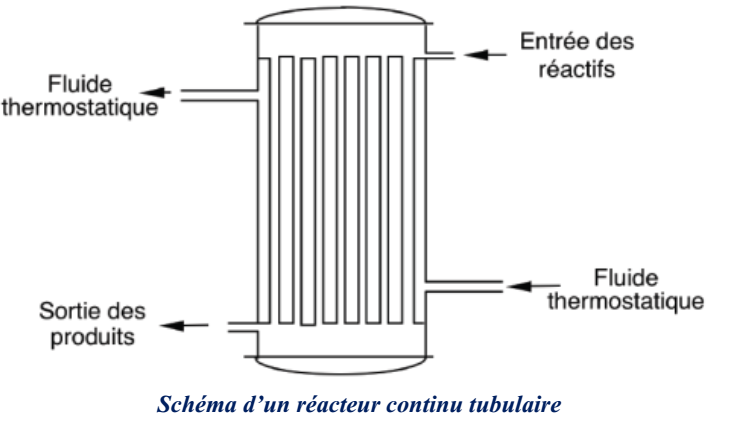 Entrée des
réactifs
Fluide
thermostatique
Fluide
thermostatique
Sortie des
produits
Schéma d’un réacteur continu tubulaire